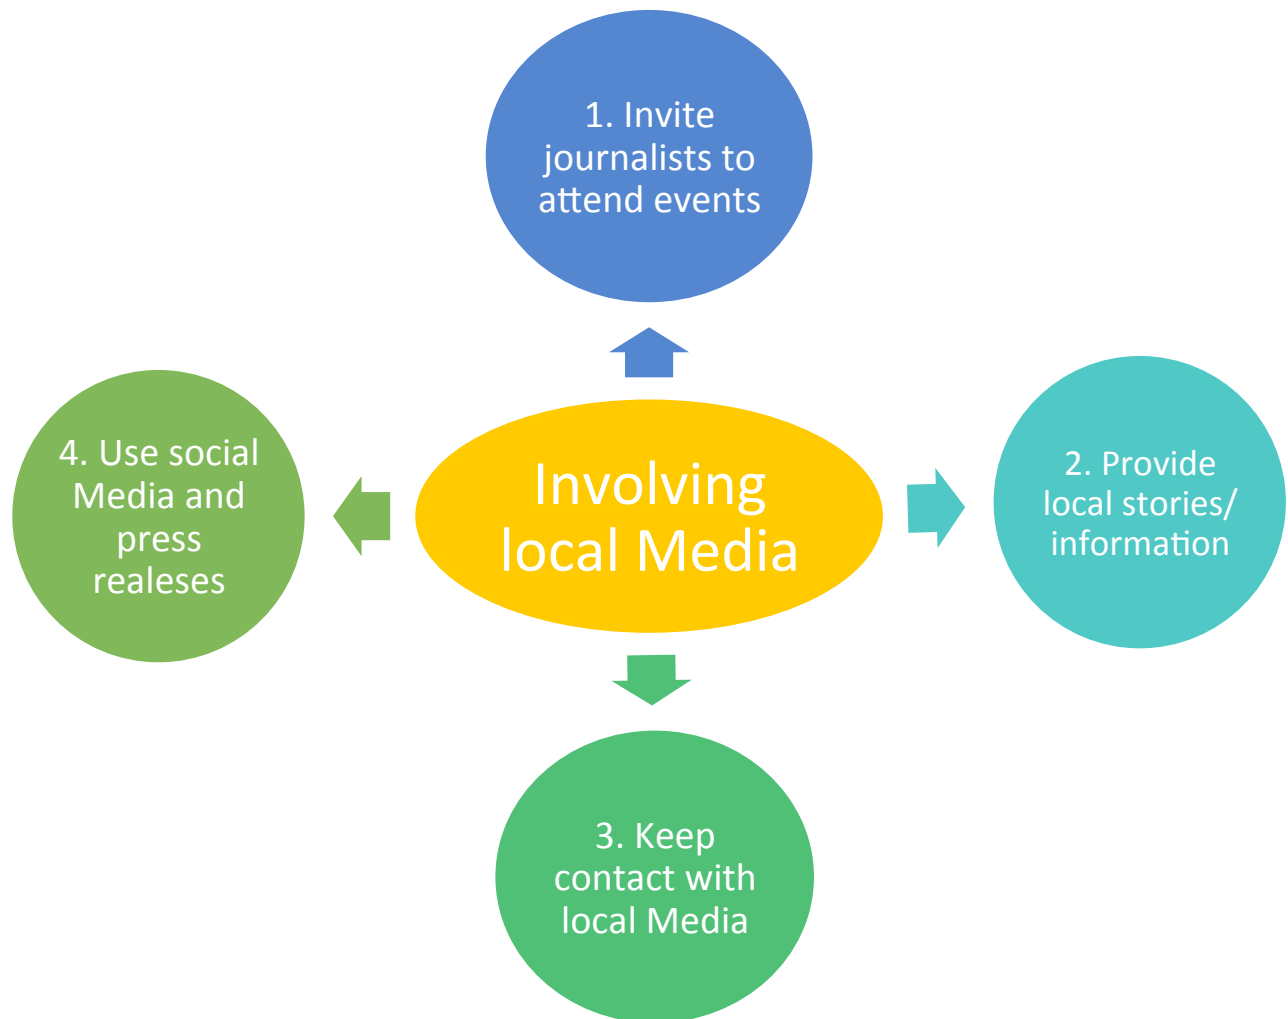 1. Invite
journalists to
attend events
4. Use social
Media and
press
realeses
Involving
local Media
2. Provide
local stories/
information
3. Keep
contact with
local Media